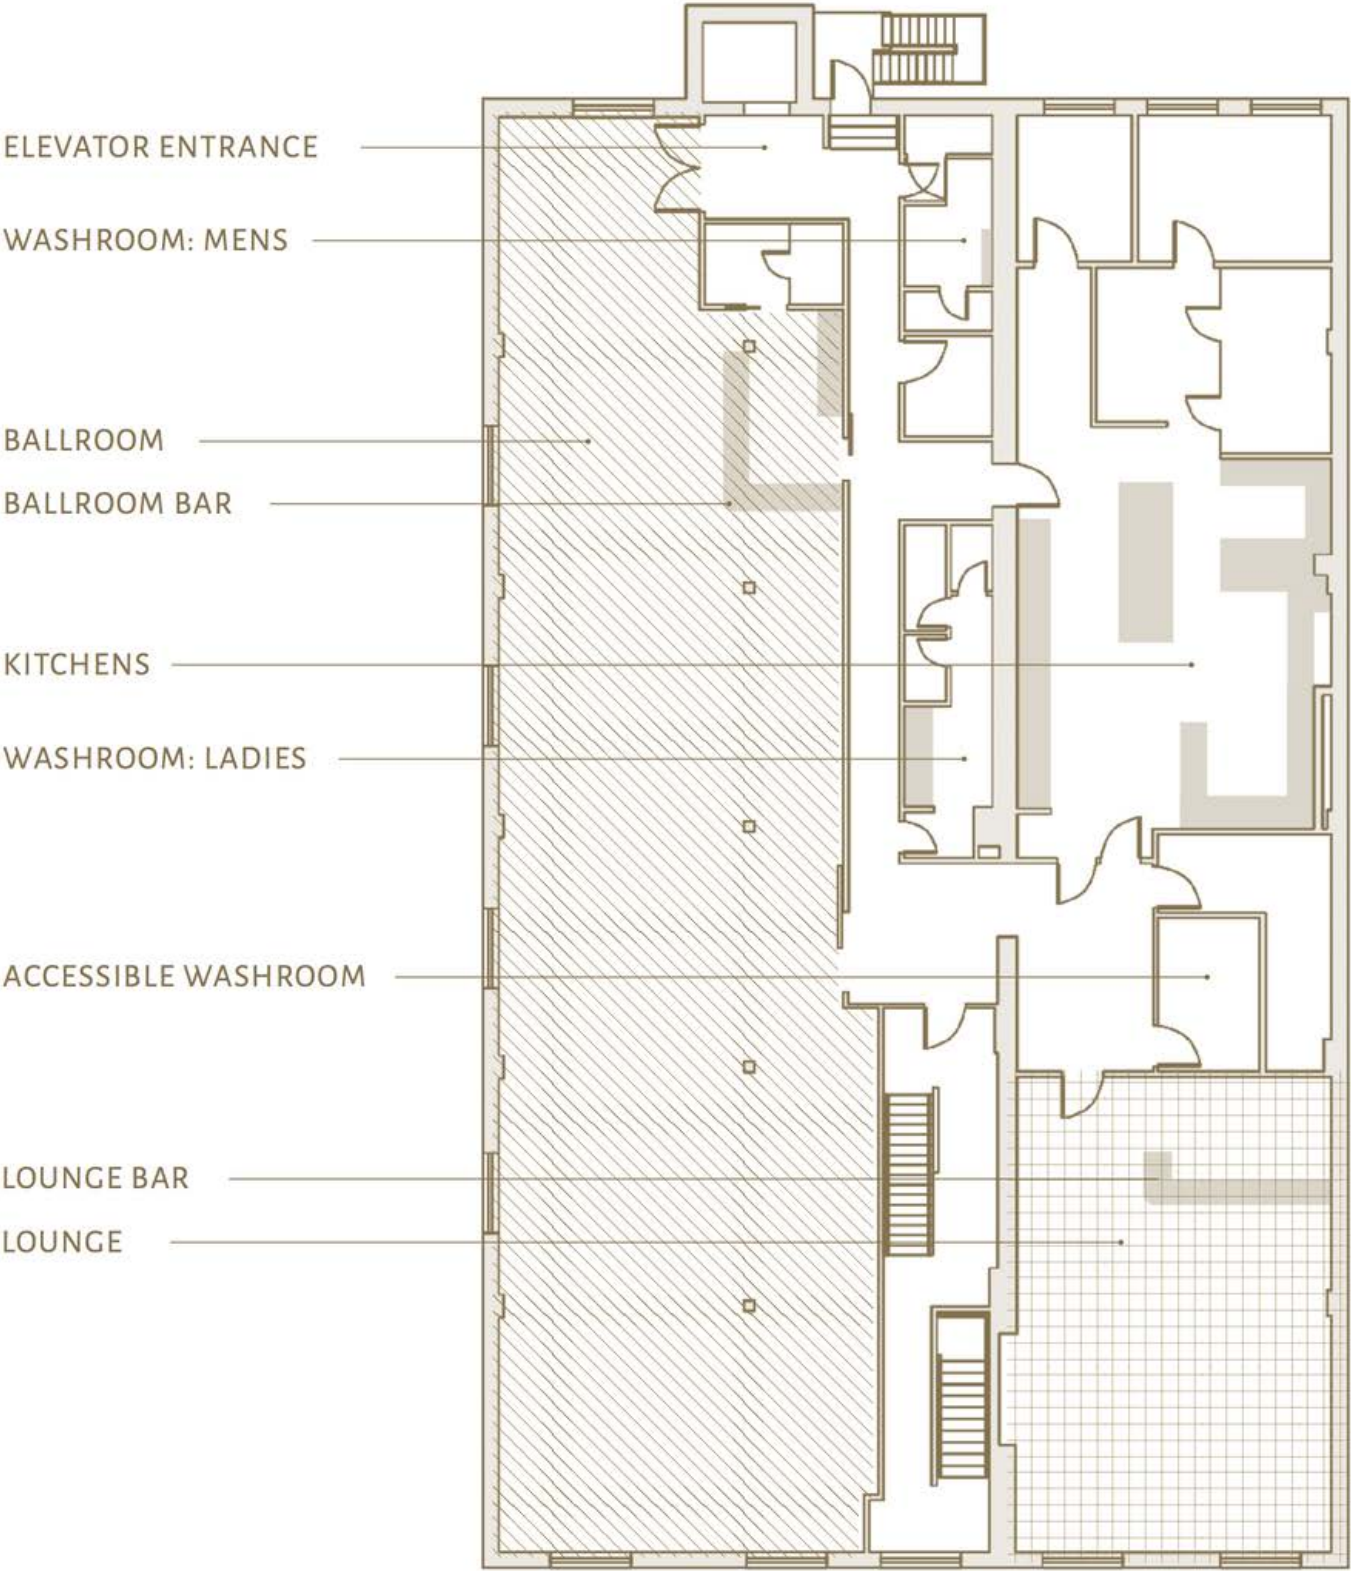 ELEVATOR ENTRANCE
WASHROOM: MENS
BALLROOM
BALLROOM BAR
KITCHENS
WASHROOM: LADIES
ACCESSIBLE WASHROOM
LOUNGE BAR
LOUNGE